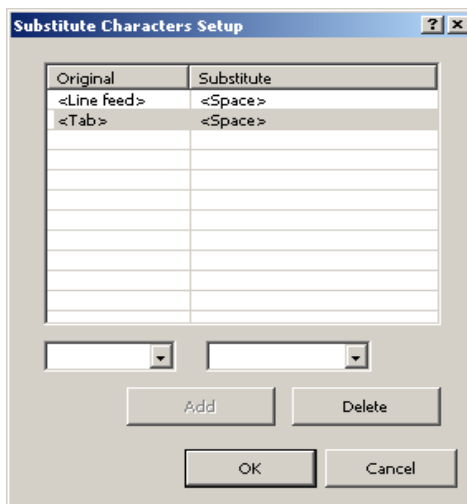 Substitute Characters Setup
Original Substitute
<Line feed> <Space>
<Tab> <Space>
Add Delete
OK Cancel